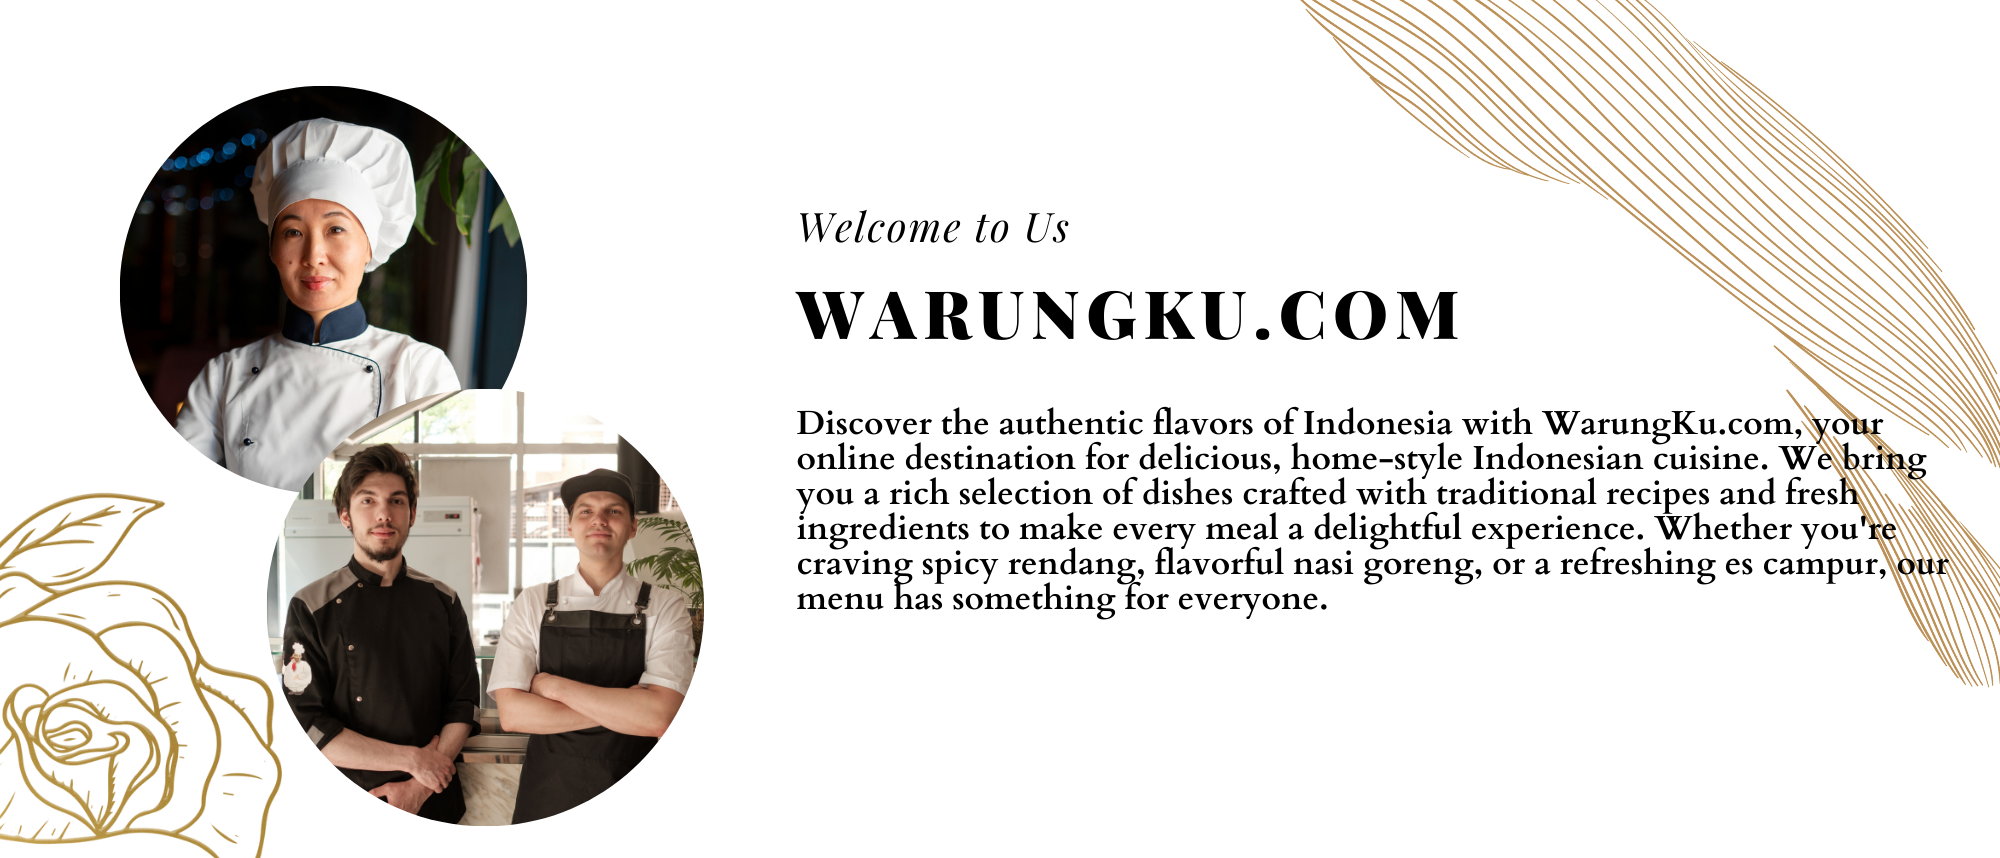 Welcome to Us
WARUNGKU.COM
Discover the authentic flavors of Indonesia with WarungKu.com, your
online destination for delicious, home-style Indonesian cuisine. We bring
you a rich selection of dishes crafted with traditional recipes and fresh
ingredients to make every meal a delightful experience. Whether you're
craving spicy rendang, flavorful nasi goreng, or a refreshing es campur, our
menu has something for everyone.